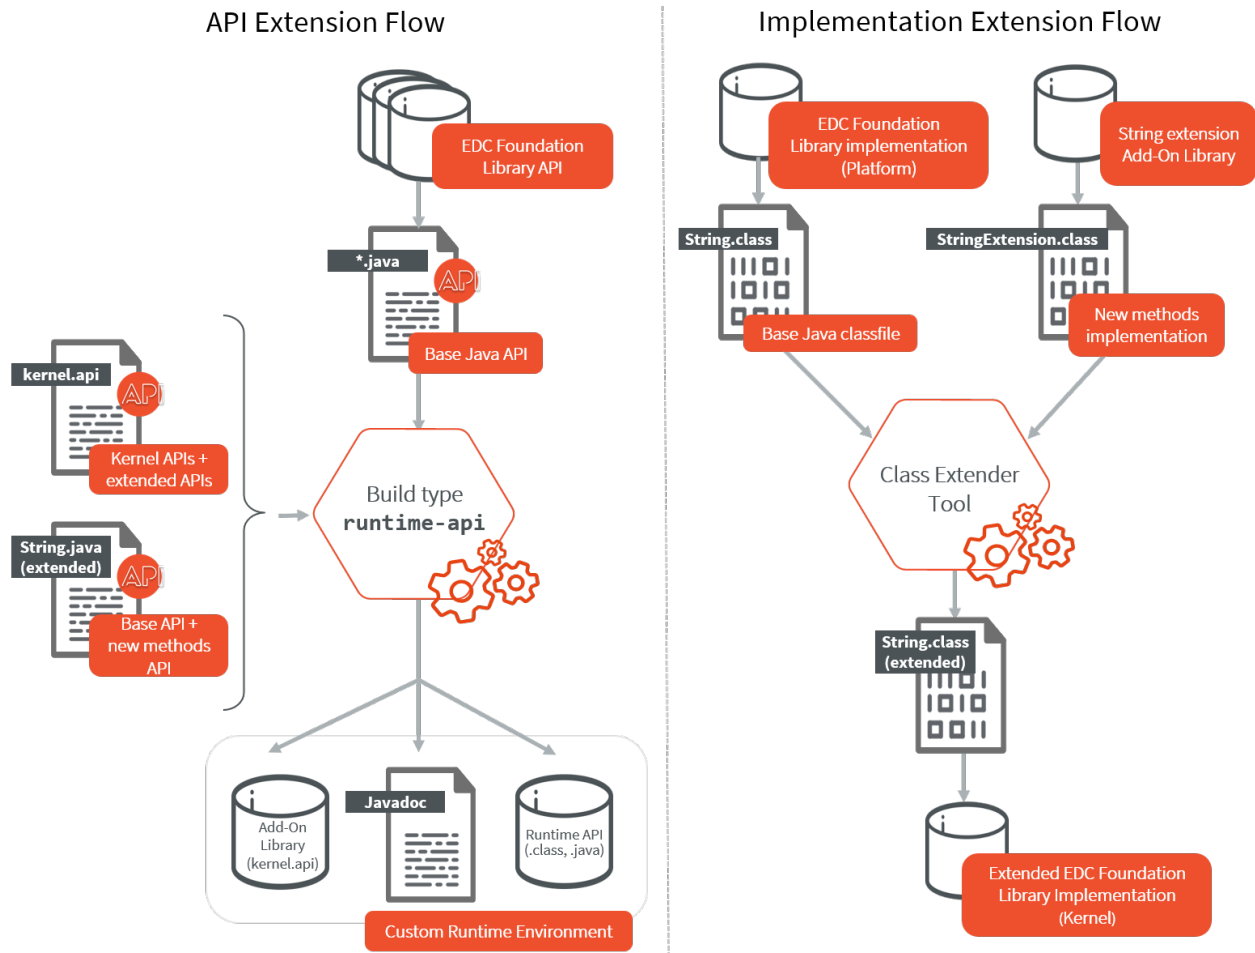 API Extension Flow
EDC Foundation
Library API
*.java
API
Base Java API
kernel.api
API
Kernel APIs +
extended APIs
String.java
(extended)
API
Base API +
new methods
API
Build type
runtime-api
Add-On
Library
(kernel.api)
Javadoc
Runtime API
(.class, .java)
Custom Runtime Environment
Implementation Extension Flow
EDC Foundation
Library implementation
(Platform)
String extension
Add-On Library
String.class
Base Java classfile
StringExtension.class
New methods
implementation
Class Extender
Tool
String.class
(extended)
Extended EDC Foundation
Library Implementation
(Kernel)